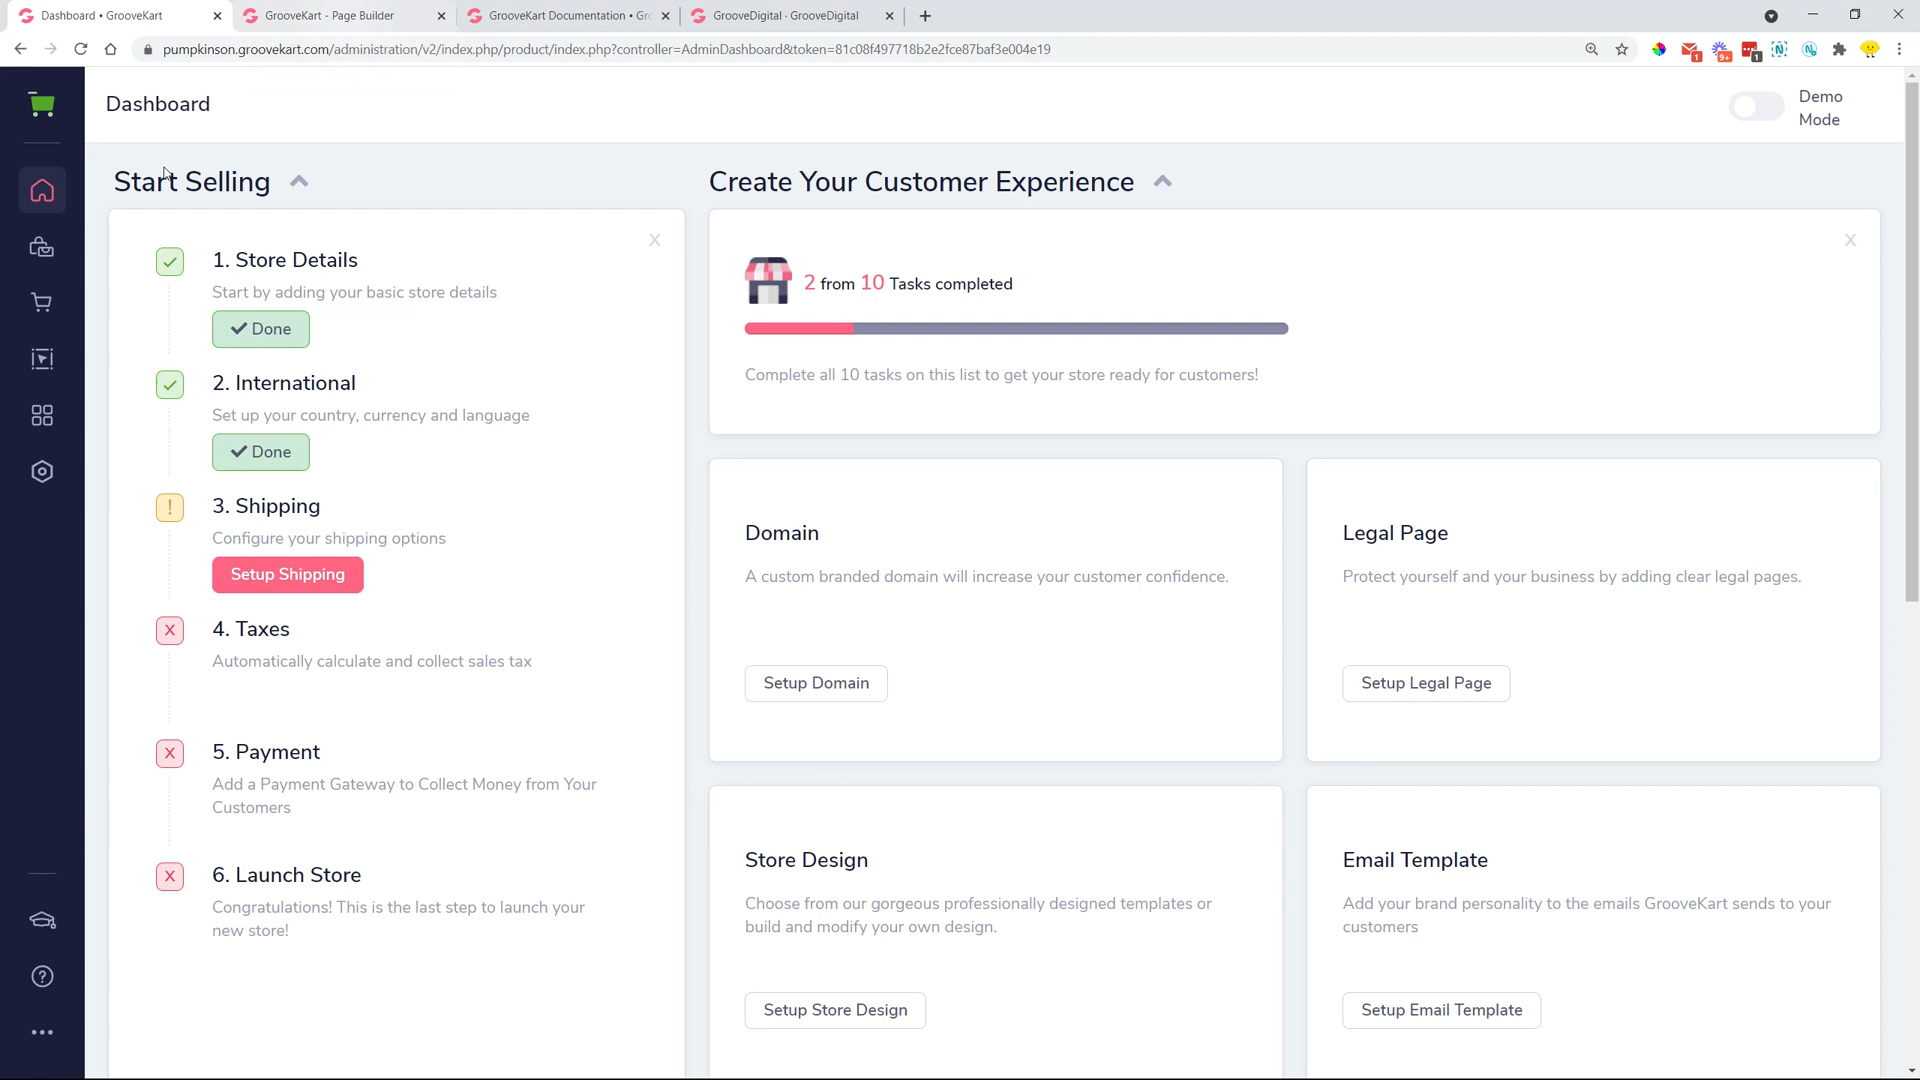 Dashboard • GrooveKart
GrooveKart - Page Builder
GrooveKart Documentation • Gr
GrooveDigital · GrooveDigital
pumpkinson.groovekart.com/administration/v2/index.php/product/index.php?controller=AdminDashboard&token=81c08f497718b2e2fce87baf3e004e19
1
9+
1
Dashboard
Demo
Mode
Start Selling
1. Store Details
Start by adding your basic store details
Done
2. International
Set up your country, currency and language
Done
3. Shipping
Configure your shipping options
Setup Shipping
4. Taxes
Automatically calculate and collect sales tax
5. Payment
Add a Payment Gateway to Collect Money from Your
Customers
6. Launch Store
Congratulations! This is the last step to launch your
new store!
Create Your Customer Experience
2 from 10 Tasks completed
Complete all 10 tasks on this list to get your store ready for customers!
Domain
A custom branded domain will increase your customer confidence.
Setup Domain
Legal Page
Protect yourself and your business by adding clear legal pages.
Setup Legal Page
Store Design
Choose from our gorgeous professionally designed templates or
build and modify your own design.
Setup Store Design
Email Template
Add your brand personality to the emails GrooveKart sends to your
customers
Setup Email Template